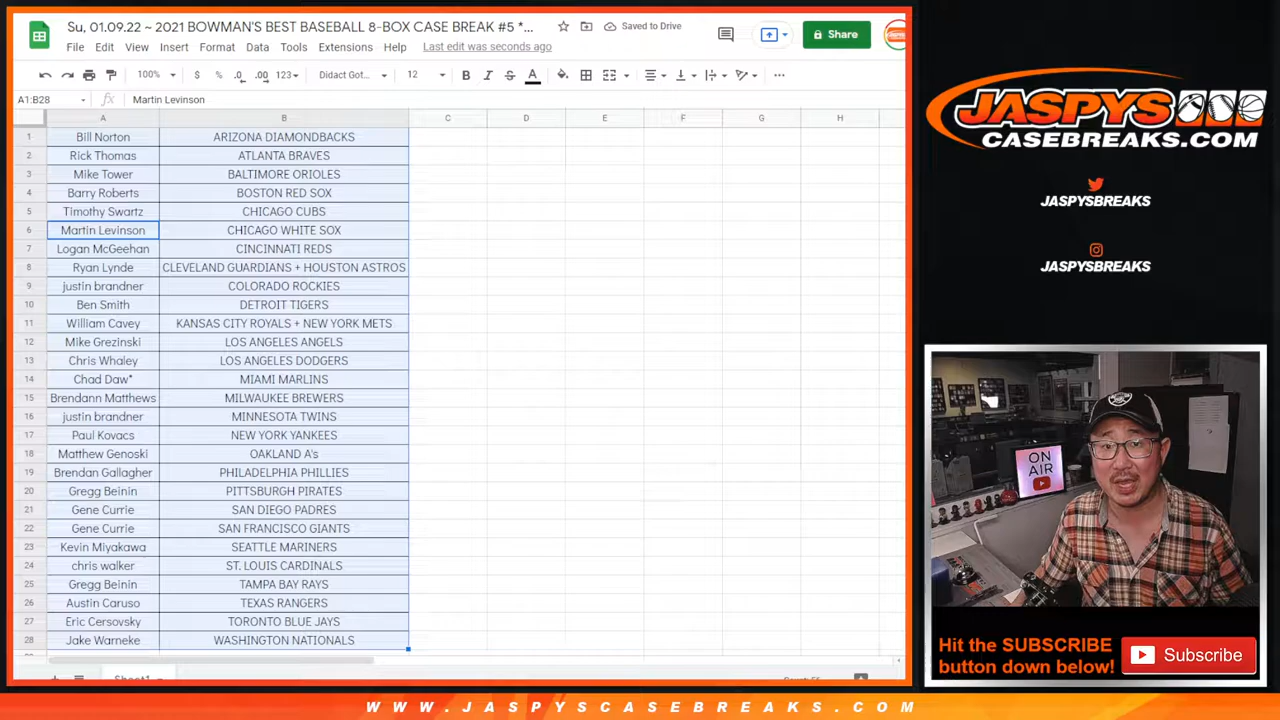 Su, 01.09.22 ~ 2021 BOWMAN'S BEST BASEBALL 8-BOX CASE BREAK #5 *...
Saved to Drive
File Edit View Insert Format Data Tools Extensions Help Last edit was seconds ago
Share
100% $ % .0 .00 123 Didact Got... 12 B I S A
A1:B28 fx Martin Levinson
A B C D E F G H
1 Bill Norton ARIZONA DIAMONDBACKS
2 Rick Thomas ATLANTA BRAVES
3 Mike Tower BALTIMORE ORIOLES
4 Barry Roberts BOSTON RED SOX
5 Timothy Swartz CHICAGO CUBS
6 Martin Levinson CHICAGO WHITE SOX
7 Logan McGeehan CINCINNATI REDS
8 Ryan Lynde CLEVELAND GUARDIANS + HOUSTON ASTROS
9 justin brandner COLORADO ROCKIES
10 Ben Smith DETROIT TIGERS
11 William Cavey KANSAS CITY ROYALS + NEW YORK METS
12 Mike Grezinski LOS ANGELES ANGELS
13 Chris Whaley LOS ANGELES DODGERS
14 Chad Daw* MIAMI MARLINS
15 Brendann Matthews MILWAUKEE BREWERS
16 justin brandner MINNESOTA TWINS
17 Paul Kovacs NEW YORK YANKEES
18 Matthew Genoski OAKLAND A's
19 Brendan Gallagher PHILADELPHIA PHILLIES
20 Gregg Beinin PITTSBURGH PIRATES
21 Gene Currie SAN DIEGO PADRES
22 Gene Currie SAN FRANCISCO GIANTS
23 Kevin Miyakawa SEATTLE MARINERS
24 chris walker ST. LOUIS CARDINALS
25 Gregg Beinin TAMPA BAY RAYS
26 Austin Caruso TEXAS RANGERS
27 Eric Cersovsky TORONTO BLUE JAYS
28 Jake Warneke WASHINGTON NATIONALS
Sheet1
JASPYS
CASEBREAKS.COM
JASPYSBREAKS
JASPYSBREAKS
ON
AIR
Hit the SUBSCRIBE
button down below!
Subscribe
WWW.JASPYSCASEBREAKS.COM